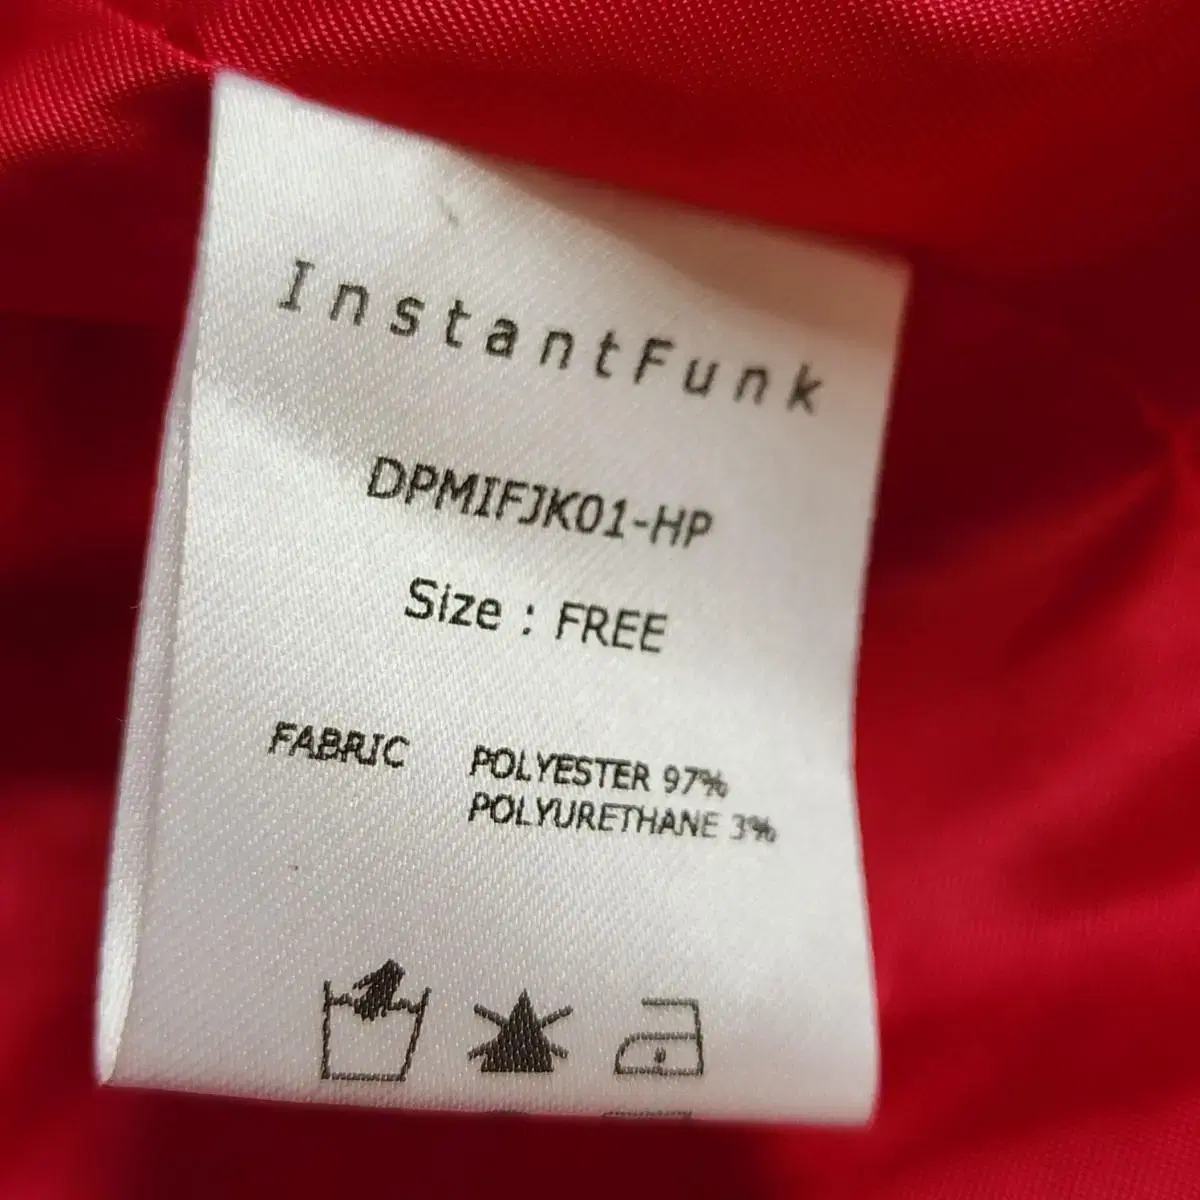 InstantFunk
DPMIFJK01-HP
Size : FREE
FABRIC POLYESTER 97%
POLYURETHANE 3%